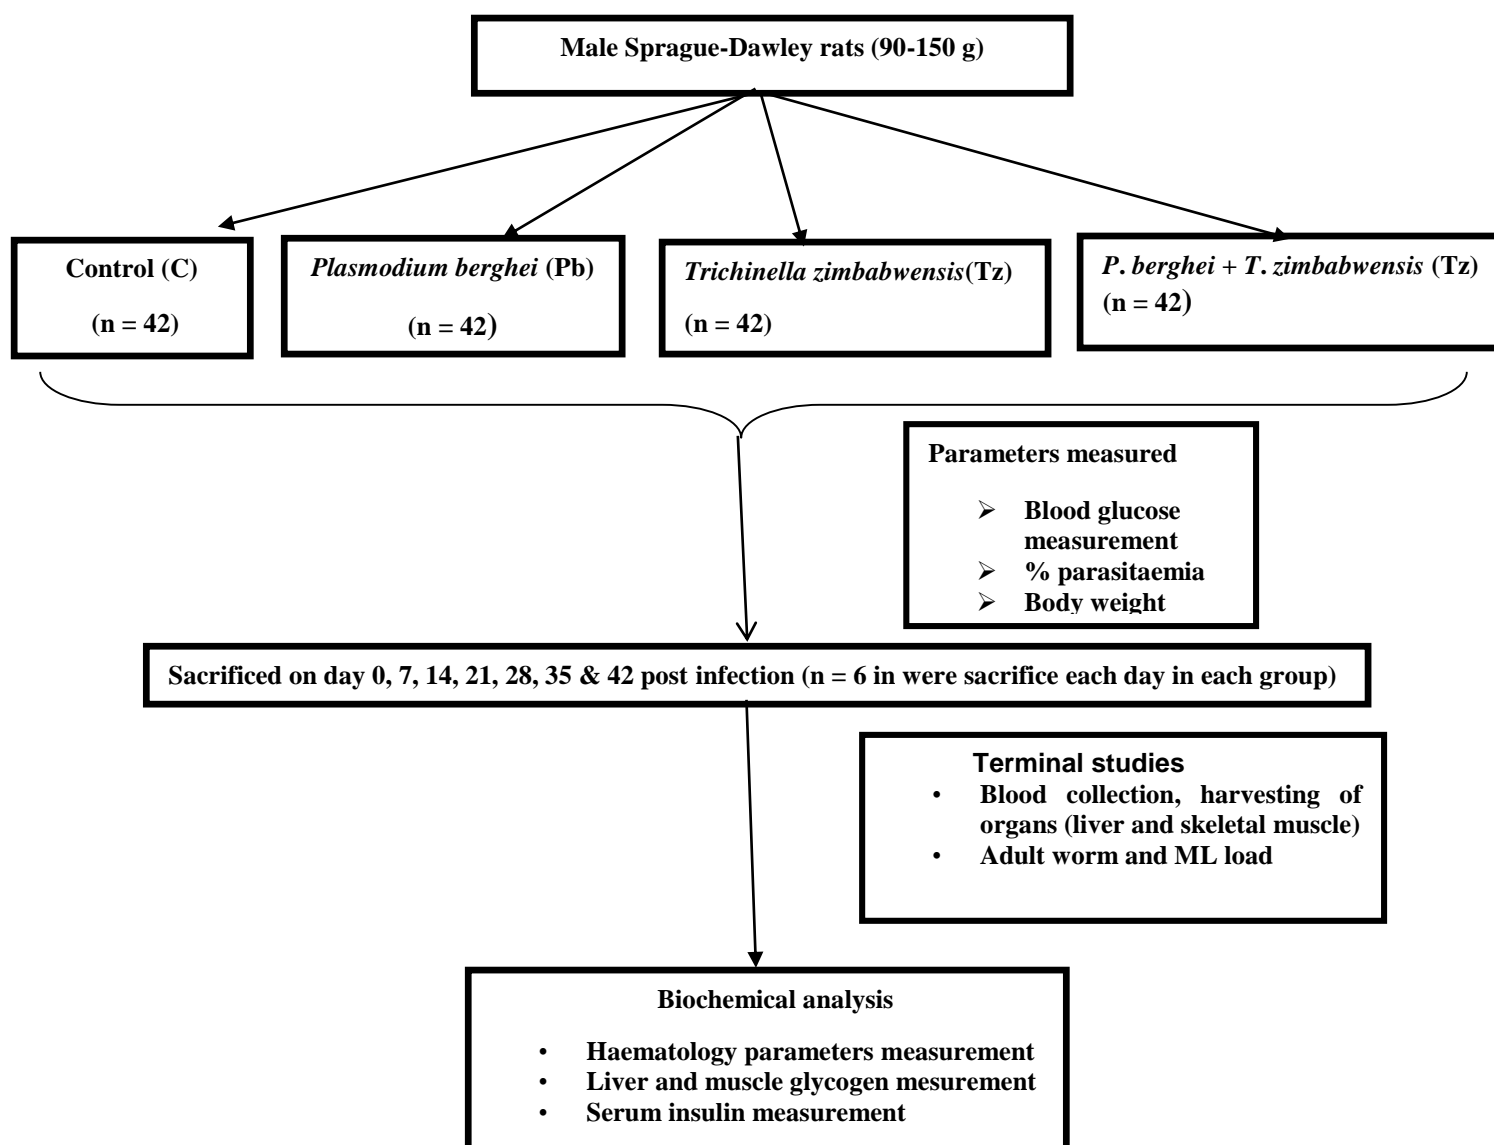 Male Sprague-Dawley rats (90-150 g)
Control (C)
(n = 42)
Plasmodium berghei (Pb)
(n = 42)
Trichinella zimbabwensis(Tz)
(n = 42)
P. berghei + T. zimbabwensis (Tz)
(n = 42)
Parameters measured
➢ Blood glucose
measurement
➢ % parasitaemia
➢ Body weight
Sacrificed on day 0, 7, 14, 21, 28, 35 & 42 post infection (n = 6 in were sacrifice each day in each group)
Terminal studies
• Blood collection, harvesting of
organs (liver and skeletal muscle)
• Adult worm and ML load
Biochemical analysis
• Haematology parameters measurement
• Liver and muscle glycogen mesurement
• Serum insulin measurement